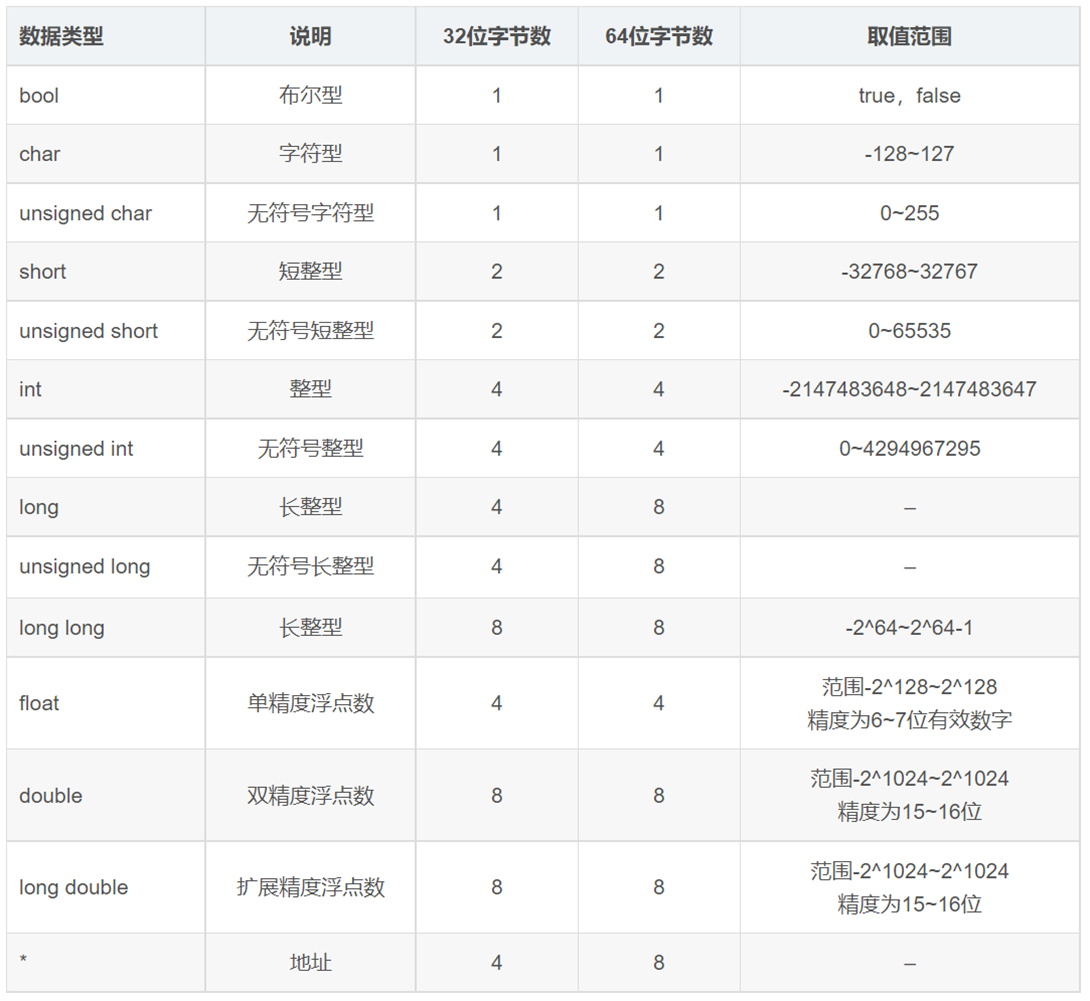 数据类型 说明 32位字节数 64位字节数 取值范围
bool 布尔型 1 1 true，false
char 字符型 1 1 -128~127
unsigned char 无符号字符型 1 1 0~255
short 短整型 2 2 -32768~32767
unsigned short 无符号短整型 2 2 0~65535
int 整型 4 4 -2147483648~2147483647
unsigned int 无符号整型 4 4 0~4294967295
long 长整型 4 8 –
unsigned long 无符号长整型 4 8 –
long long 长整型 8 8 -2^64~2^64-1
float 单精度浮点数 4 4 范围-2^128~2^128
精度为6~7位有效数字
double 双精度浮点数 8 8 范围-2^1024~2^1024
精度为15~16位
long double 扩展精度浮点数 8 8 范围-2^1024~2^1024
精度为15~16位
* 地址 4 8 –